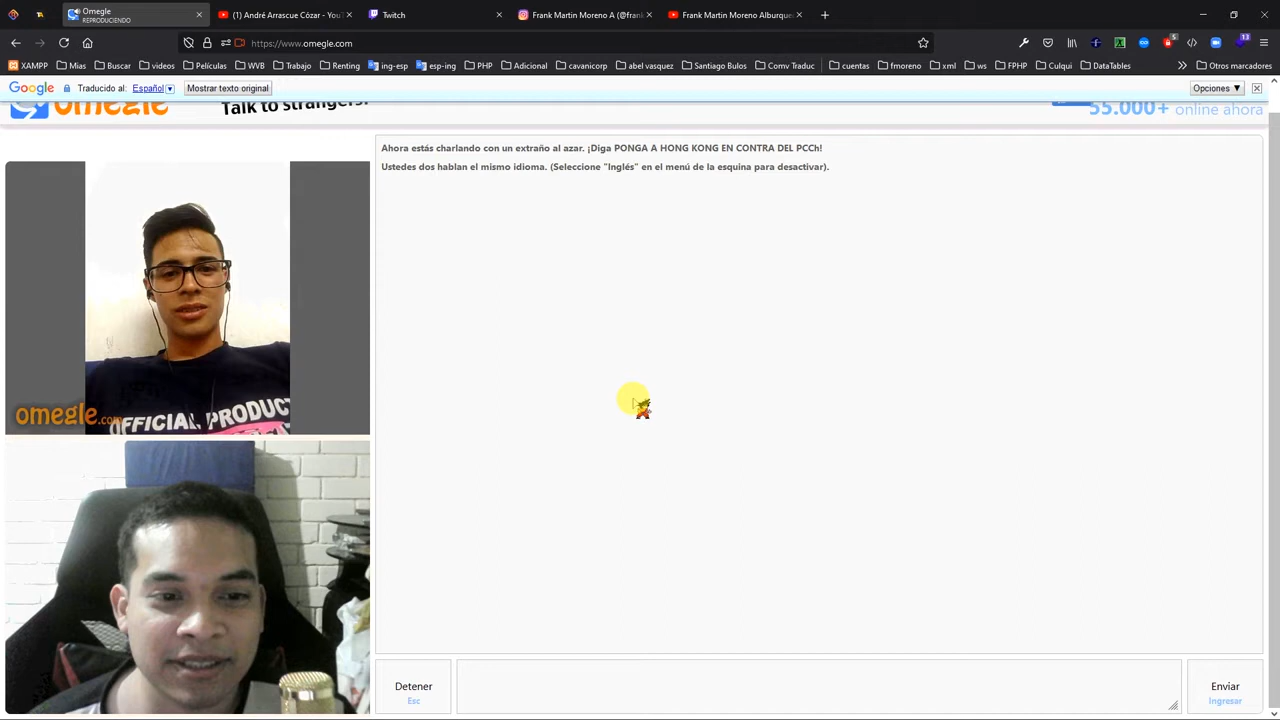 Omegle
REPRODUCIENDO
(1) André Arrascue Cózar - YouT
Twitch
Frank Martin Moreno A (@frank
Frank Martin Moreno Alburque
https://www.omegle.com
XAMPP
Mias
Buscar
videos
Películas
WVB
Trabajo
Renting
ing-esp
esp-ing
PHP
Adicional
cavanicorp
abel vasquez
Santiago Bulos
Comv Traduc
cuentas
fmoreno
xml
ws
FPHP
Culqui
DataTables
Otros marcadores
Google
Traducido al:
Español
Mostrar texto original
Opciones ▼
omegle
Talk to strangers!
55.000+ online ahora
Ahora estás charlando con un extraño al azar. ¡Diga PONGA A HONG KONG EN CONTRA DEL PCCh!
Ustedes dos hablan el mismo idioma. (Seleccione "Inglés" en el menú de la esquina para desactivar).
omegle.com
OFFICIAL PRODUCT
Detener
Esc
Enviar
Ingresar